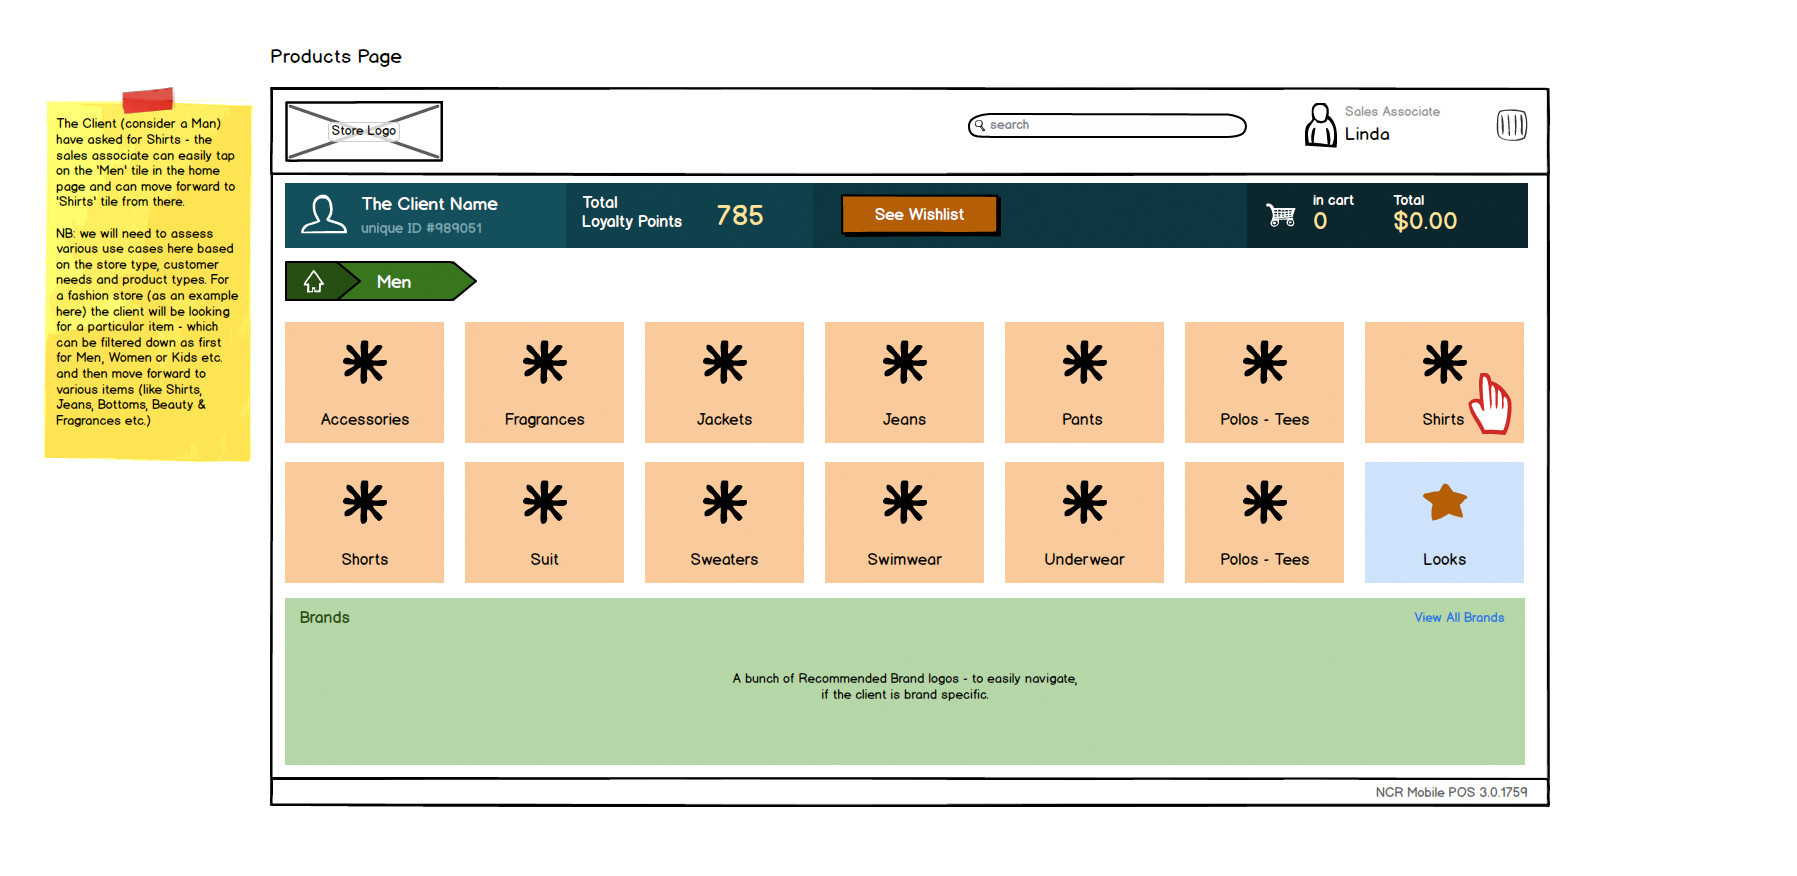 Products Page
The Client (consider a Man)
have asked for Shirts - the
sales associate can easily tap
on the 'Men' tile in the home
page and can move forward to
'Shirts' tile from there.
NB: we will need to assess
various use cases here based
on the store type, customer
needs and product types. For
a fashion store (as an example
here) the client will be looking
for a particular item - which
can be filtered down as first
for Men, Women or Kids etc.
and then move forward to
various items (like Shirts,
Jeans, Bottoms, Beauty &
Fragrances etc.)
Store Logo
search
Sales Associate
Linda
The Client Name
unique ID #989051
Total
Loyalty Points
785
See Wishlist
in cart
0
Total
$0.00
Men
Accessories
Fragrances
Jackets
Jeans
Pants
Polos - Tees
Shirts
Shorts
Suit
Sweaters
Swimwear
Underwear
Polos - Tees
Looks
Brands
View All Brands
A bunch of Recommended Brand logos - to easily navigate,
if the client is brand specific.
NCR Mobile POS 3.0.1759